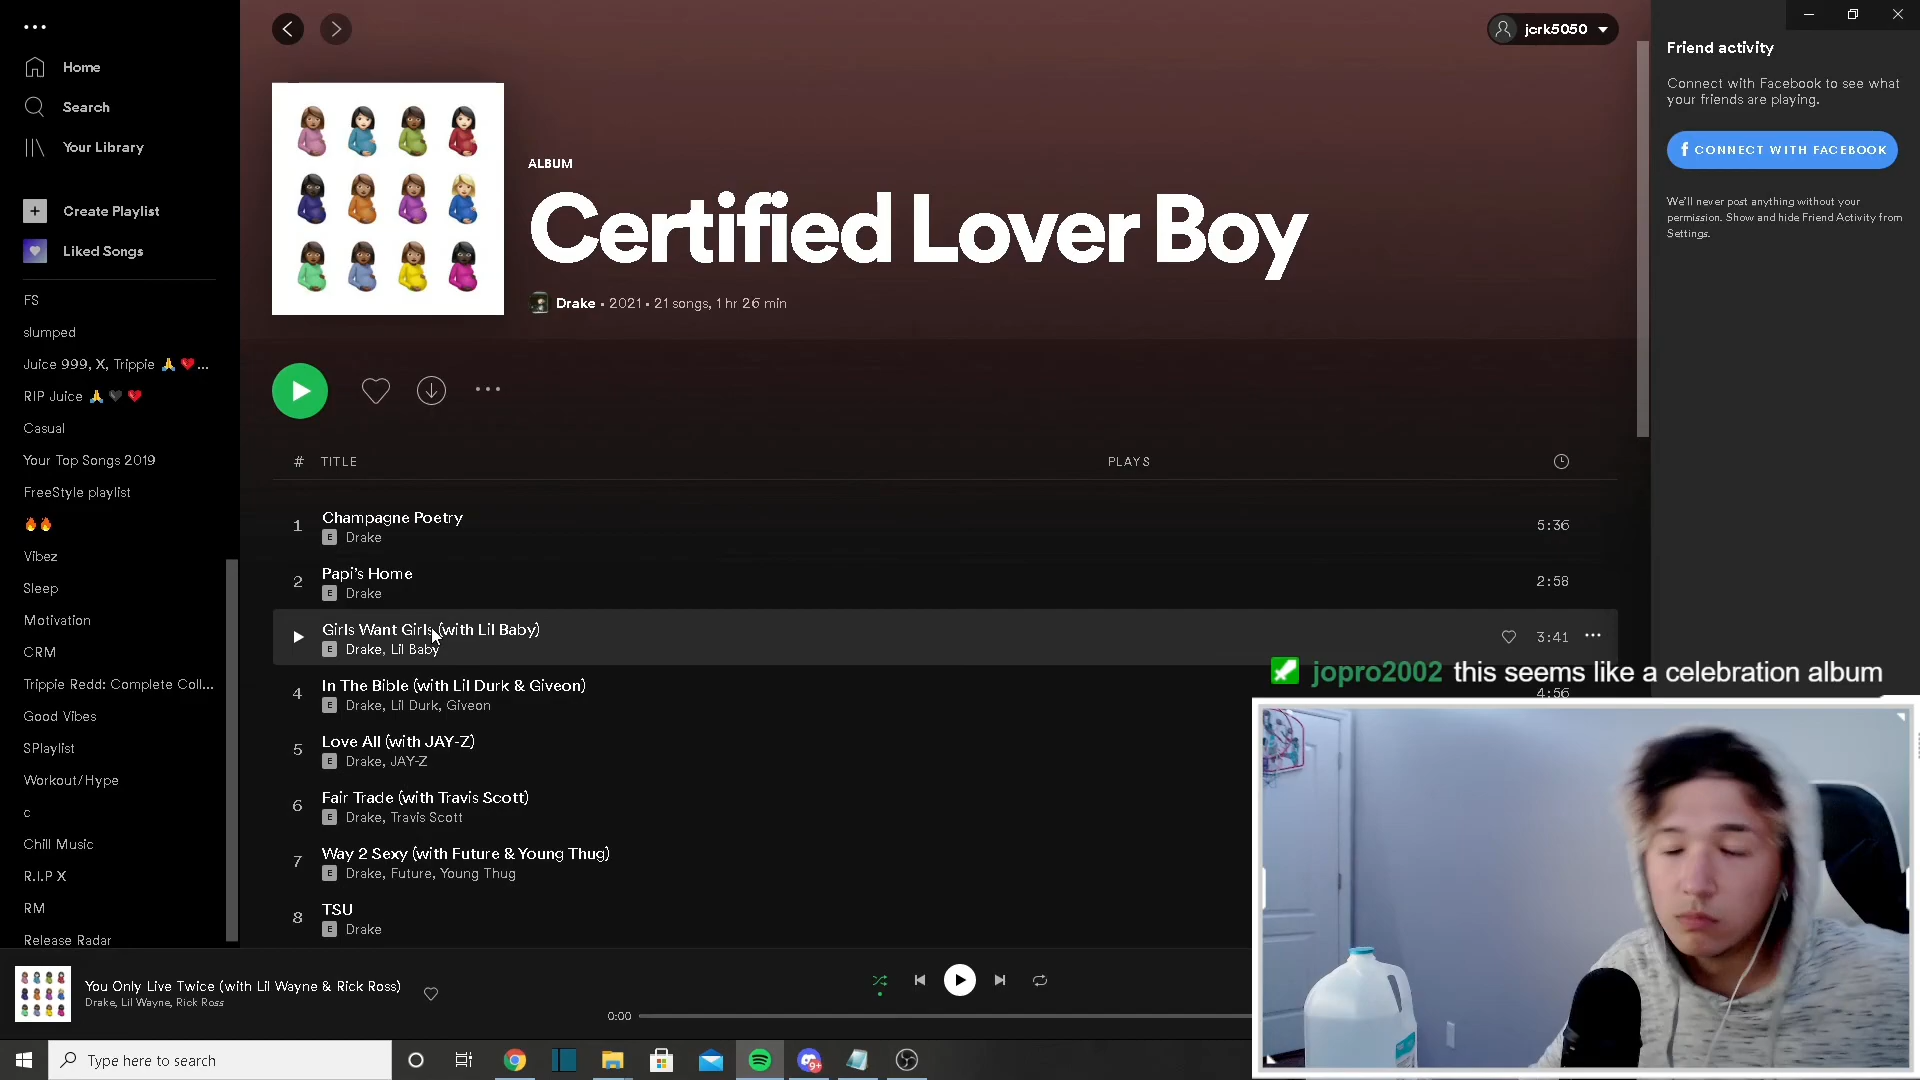 Home
Search
Your Library
Create Playlist
Liked Songs
FS
slumped
Juice 999, X, Trippie 🙏 💔...
RIP Juice 🙏 🖤 💔
Casual
Your Top Songs 2019
FreeStyle playlist
🔥🔥
Vibez
Sleep
Motivation
CRM
Trippie Redd: Complete Coll...
Good Vibes
SPlaylist
Workout/Hype
c
Chill Music
R.I.P X
RM
Release Radar
jcrk5050
ALBUM
Certified Lover Boy
Drake • 2021 • 21 songs, 1 hr 26 min
# TITLE PLAYS
1 Champagne Poetry 5:36
E Drake
2 Papi's Home 2:58
E Drake
Girls Want Girls (with Lil Baby) 3:41
E Drake, Lil Baby
4 In The Bible (with Lil Durk & Giveon) 4:56
E Drake, Lil Durk, Giveon
5 Love All (with JAY-Z)
E Drake, JAY-Z
6 Fair Trade (with Travis Scott)
E Drake, Travis Scott
7 Way 2 Sexy (with Future & Young Thug)
E Drake, Future, Young Thug
8 TSU
E Drake
Friend activity
Connect with Facebook to see what
your friends are playing.
f CONNECT WITH FACEBOOK
We'll never post anything without your
permission. Show and hide Friend Activity from
Settings.
jopro2002 this seems like a celebration album
You Only Live Twice (with Lil Wayne & Rick Ross)
Drake, Lil Wayne, Rick Ross
0:00
Type here to search
9+